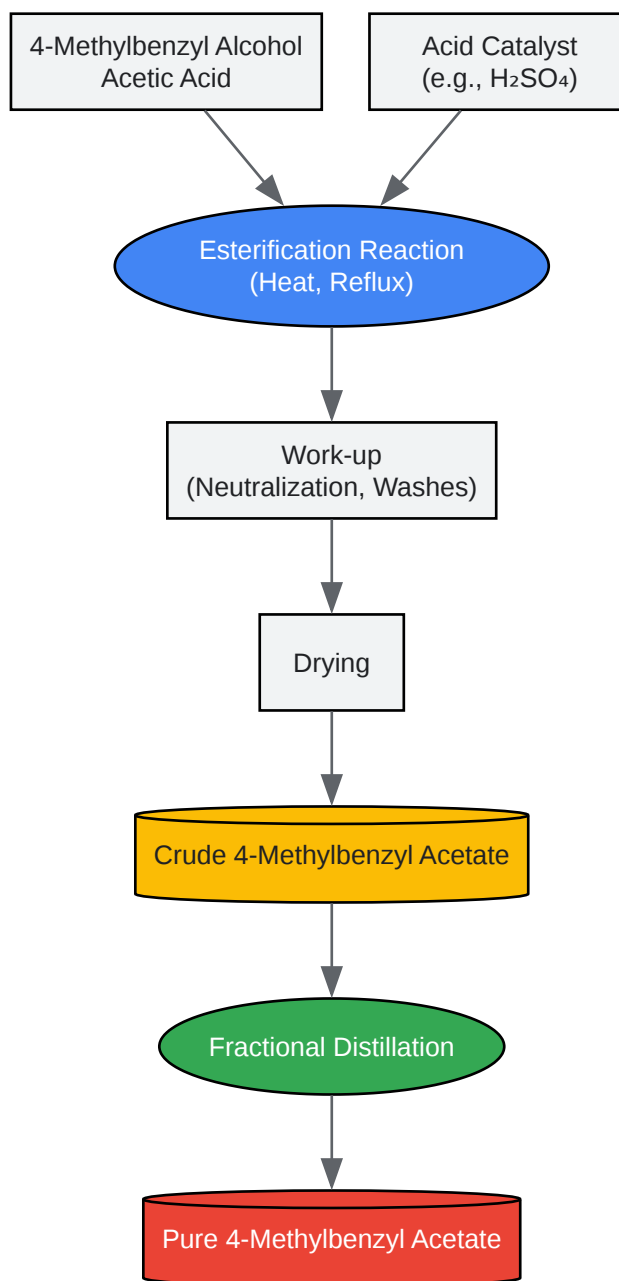 4-Methylbenzyl Alcohol
Acetic Acid
Acid Catalyst
(e.g., H₂SO₄)
Esterification Reaction
(Heat, Reflux)
Work-up
(Neutralization, Washes)
Drying
Crude 4-Methylbenzyl Acetate
Fractional Distillation
Pure 4-Methylbenzyl Acetate